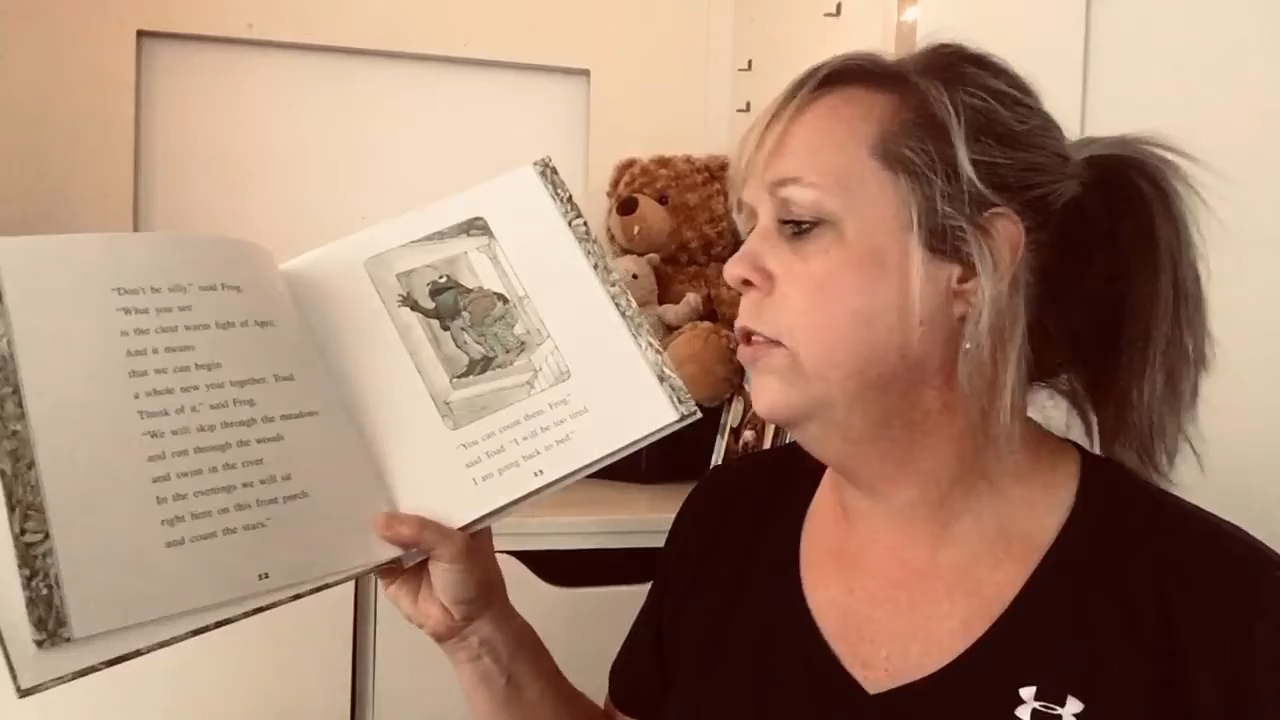 "Don't be silly," said Frog.
"What you see
is the clear warm light of April.
And it means
that we can begin
a whole new year together, Toad.
Think of it," said Frog.
"We will skip through the meadows
and run through the woods
and swim in the river.
In the evenings we will sit
right here on this front porch
and count the stars."
12
"You can count them, Frog,"
said Toad. "I will be too tired.
I am going back to bed."
13